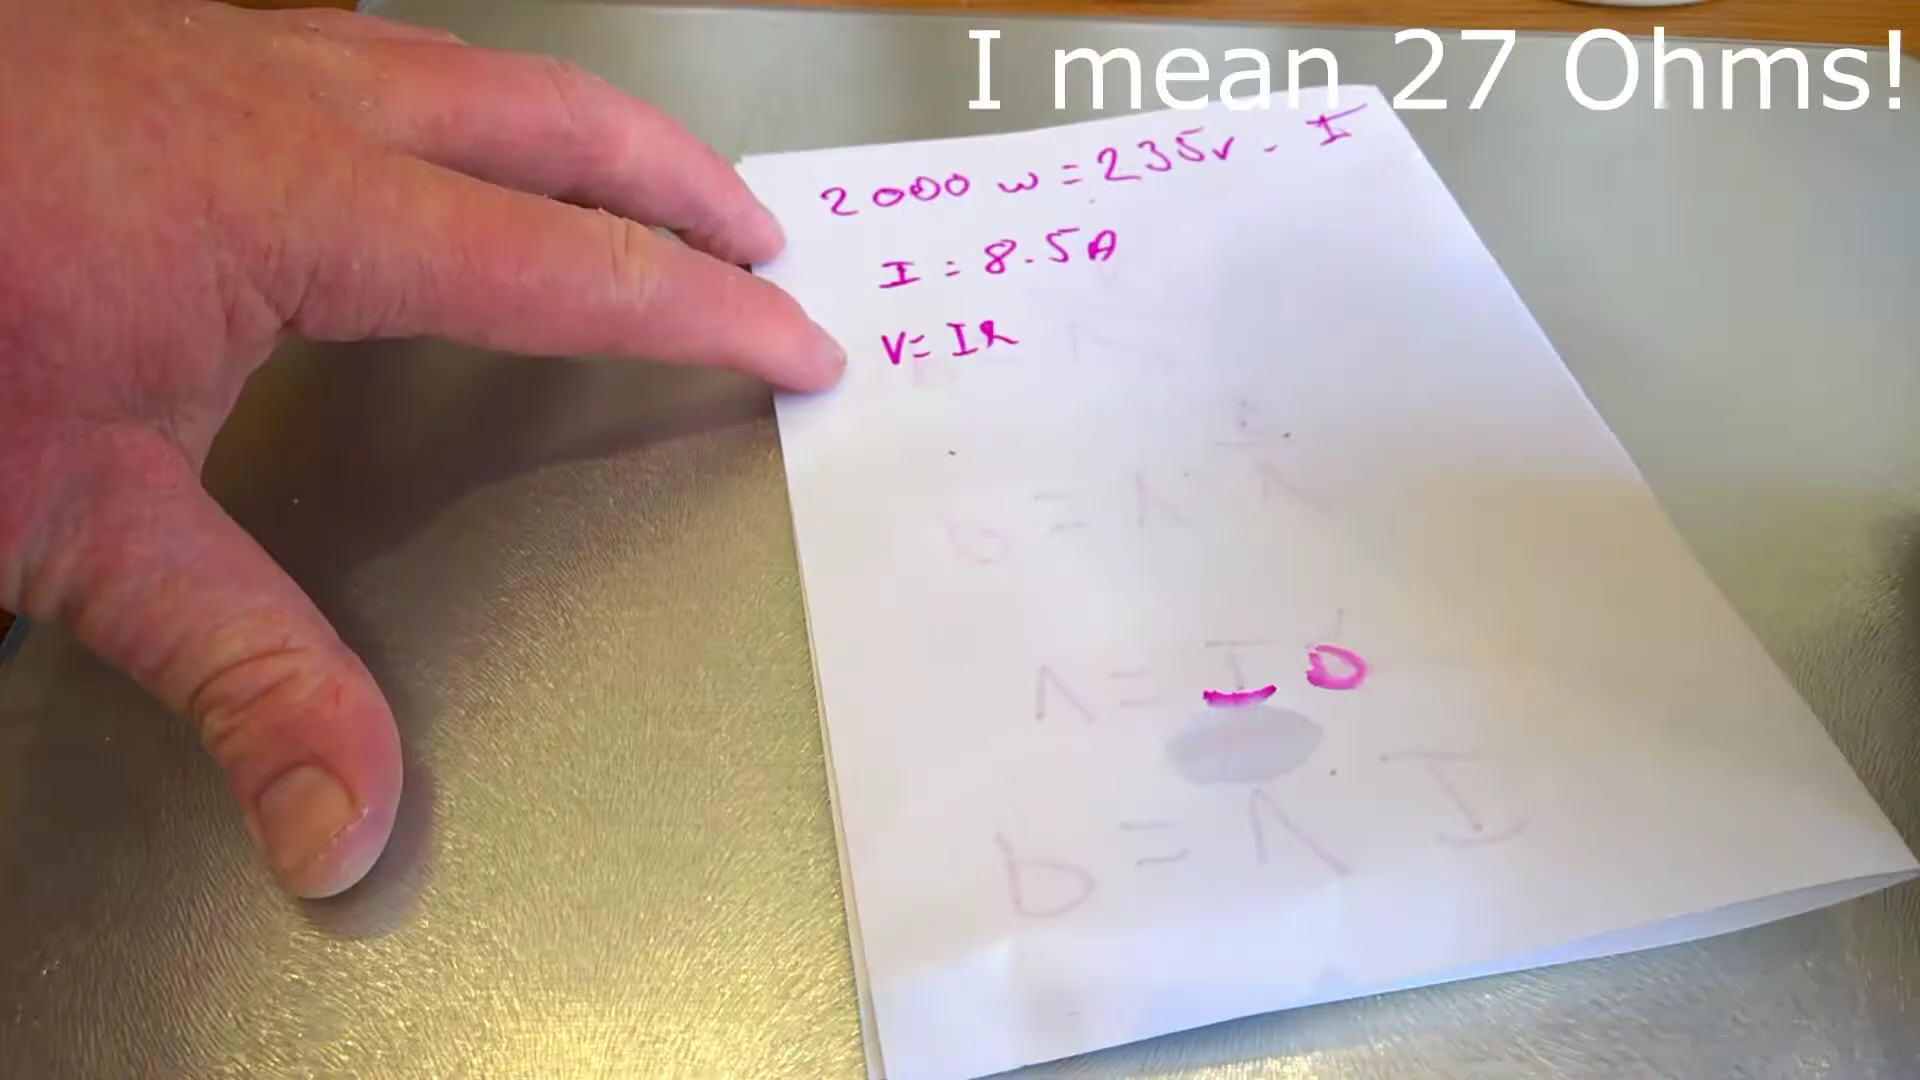 I mean 27 Ohms!
2000 w = 235v . I
I = 8.5A
V = IR